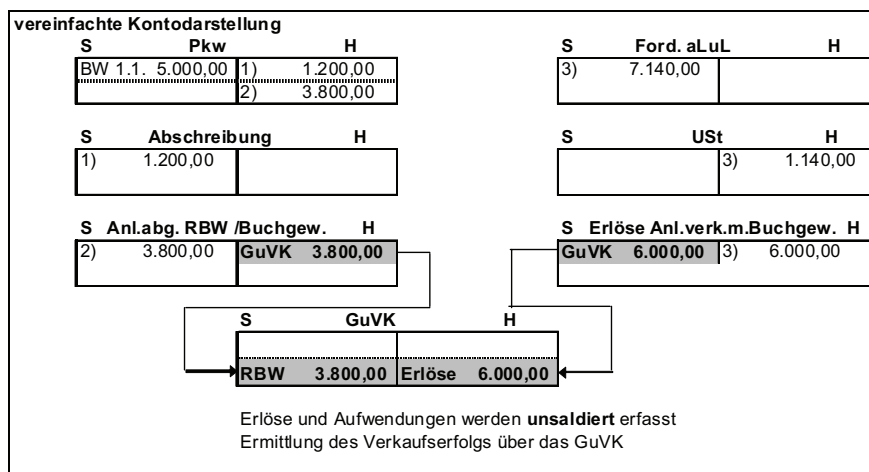 vereinfachte Kontodarstellung
S Pkw H
BW 1.1. 5.000,00 1) 1.200,00
2) 3.800,00
S Ford. aLuL H
3) 7.140,00
S Abschreibung H
1) 1.200,00
S USt H
3) 1.140,00
S Anl.abg. RBW /Buchgew. H
2) 3.800,00 GuVK 3.800,00
S Erlöse Anl.verk.m.Buchgew. H
GuVK 6.000,00 3) 6.000,00
S GuVK H
RBW 3.800,00 Erlöse 6.000,00
Erlöse und Aufwendungen werden unsaldiert erfasst
Ermittlung des Verkaufserfolgs über das GuVK